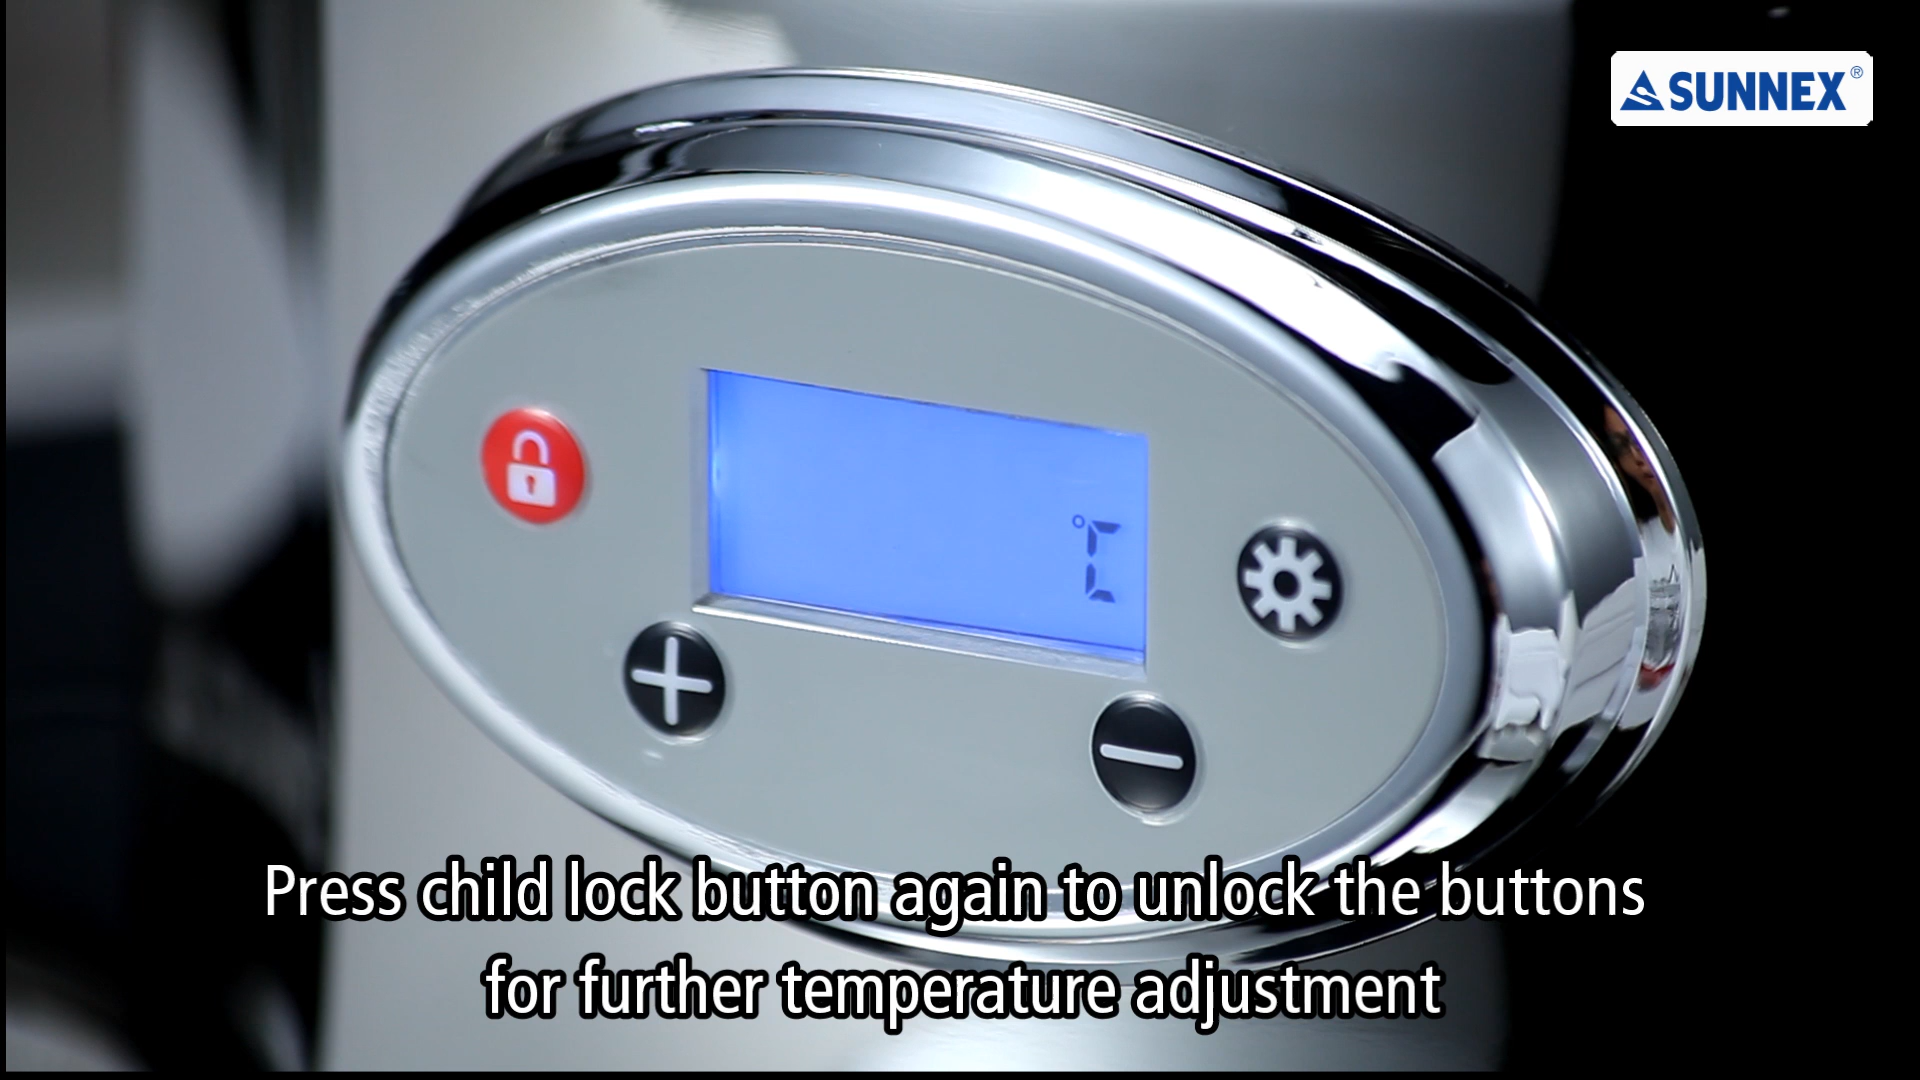 SUNNEX®
°C
Press child lock button again to unlock the buttons
for further temperature adjustment